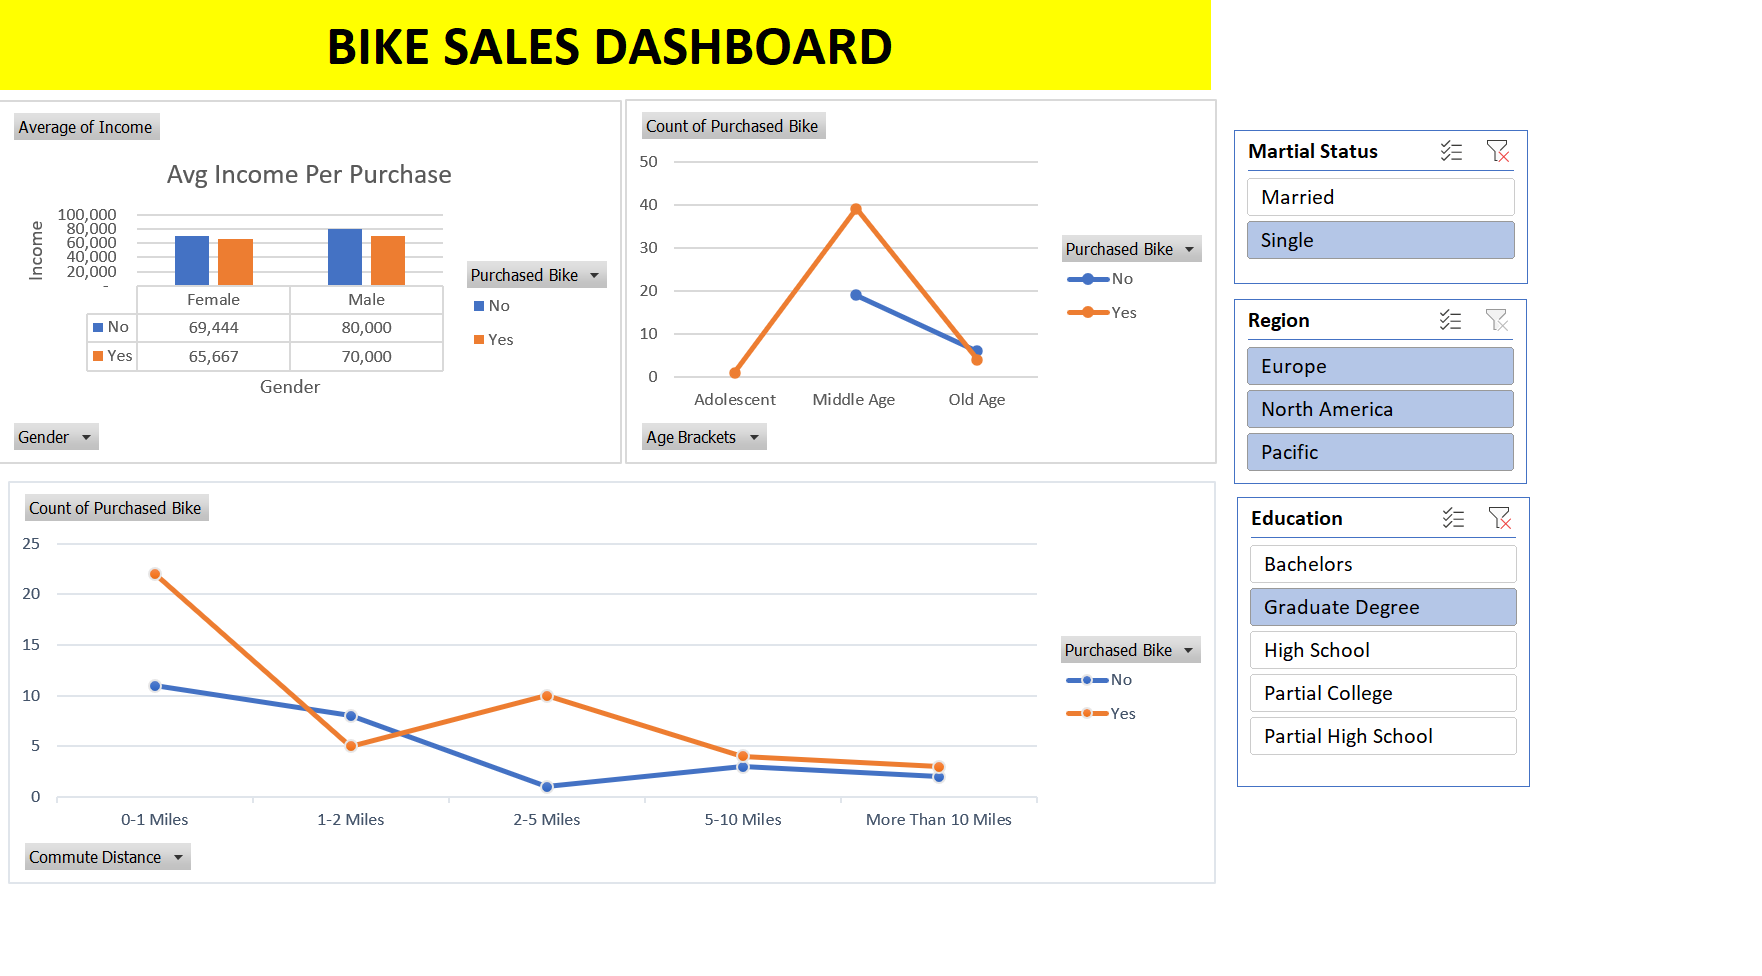 BIKE SALES DASHBOARD
Average of Income
Avg Income Per Purchase
Income
100,000
80,000
60,000
40,000
20,000
-
Female Male
No 69,444 80,000
Yes 65,667 70,000
Gender
Purchased Bike
No
Yes
Gender
Count of Purchased Bike
50
40
30
20
10
0
Adolescent Middle Age Old Age
Purchased Bike
No
Yes
Age Brackets
Martial Status
Married
Single
Region
Europe
North America
Pacific
Education
Bachelors
Graduate Degree
High School
Partial College
Partial High School
Count of Purchased Bike
25
20
15
10
5
0
0-1 Miles 1-2 Miles 2-5 Miles 5-10 Miles More Than 10 Miles
Purchased Bike
No
Yes
Commute Distance